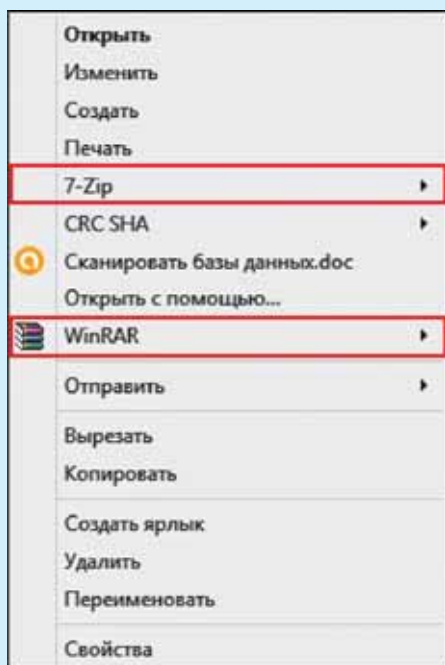 Открыть
Изменить
Создать
Печать
7-Zip
CRC SHA
Сканировать базы данных.doc
Открыть с помощью...
WinRAR
Отправить
Вырезать
Копировать
Создать ярлык
Удалить
Переименовать
Свойства